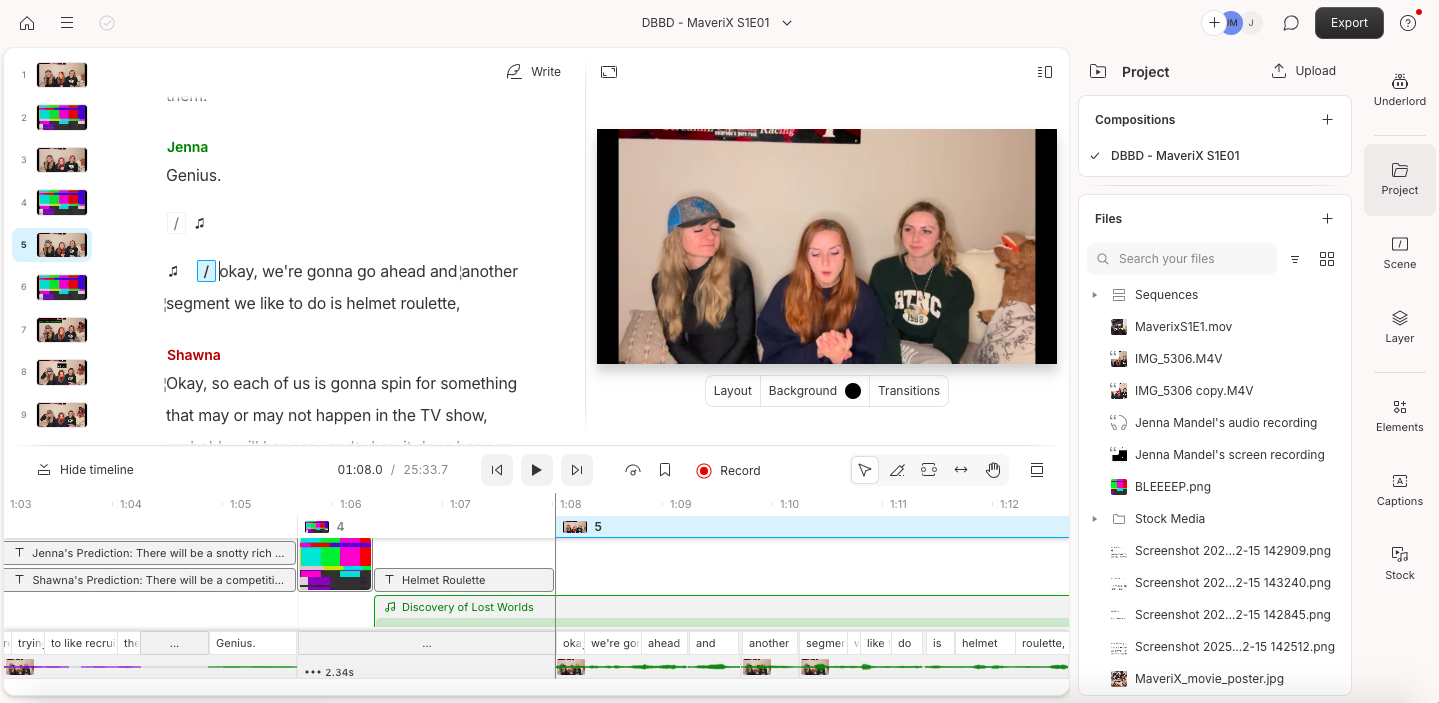 DBBD - MaveriX S1E01
JM
J
Export
1
2
3
4
5
6
7
8
9
Write
them.
Jenna
Genius.
/
/ okay, we're gonna go ahead and another
segment we like to do is helmet roulette,
Shawna
Okay, so each of us is gonna spin for something
that may or may not happen in the TV show,
Racing
HTNC
1988
Layout
Background
Transitions
Project
Upload
Compositions
DBBD - MaveriX S1E01
Files
Search your files
Sequences
MaverixS1E1.mov
IMG_5306.M4V
IMG_5306 copy.M4V
Jenna Mandel's audio recording
Jenna Mandel's screen recording
BLEEEEP.png
Stock Media
Screenshot 202...2-15 142909.png
Screenshot 202...2-15 143240.png
Screenshot 202...2-15 142845.png
Screenshot 2025...2-15 142512.png
MaveriX_movie_poster.jpg
Underlord
Project
Scene
Layer
Elements
Captions
Stock
Hide timeline
01:08.0 / 25:33.7
Record
1:03 1:04 1:05 1:06 1:07 1:08 1:09 1:10 1:11 1:12
4
5
Jenna's Prediction: There will be a snotty rich ...
Shawna's Prediction: There will be a competiti...
Helmet Roulette
Discovery of Lost Worlds
tryin to like recrui the ... Genius. ... oka we're gor ahead and another segmer like do is helmet roulette,
2.34s